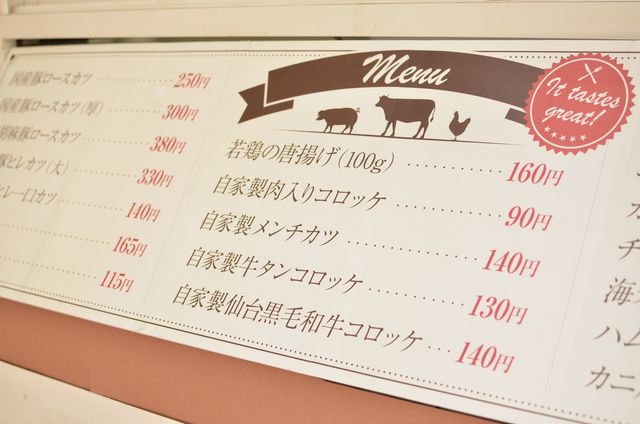 国産豚ロースカツ 250円
国産豚ロースカツ(厚) 300円
豚ロースカツ 380円
豚ヒレカツ(大) 330円
ヒレ一口カツ 140円
165円
115円
Menu
It tastes
great!
若鶏の唐揚げ(100g) 160円
自家製肉入りコロッケ 90円
自家製メンチカツ 140円
自家製牛タンコロッケ 130円
自家製仙台黒毛和牛コロッケ 140円
チ
海
ハム
カニ